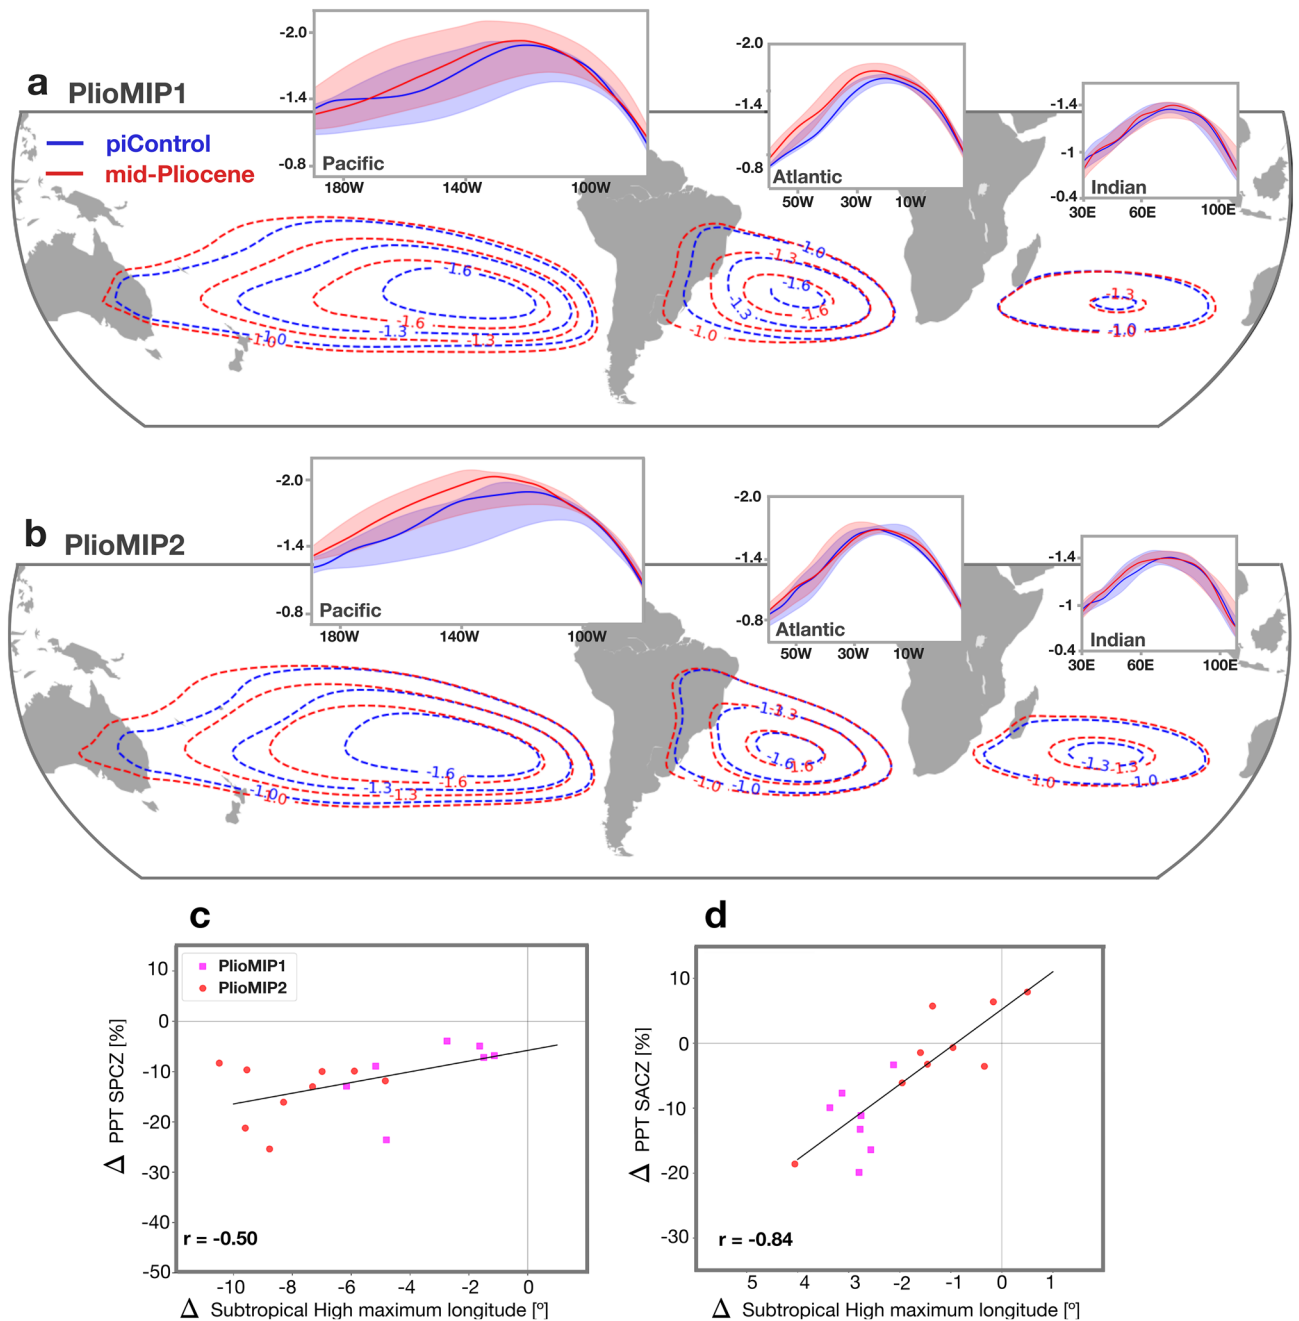 a
PlioMIP1
piControl
mid-Pliocene
-2.0
-1.4
-0.8
Pacific
180W
140W
100W
-2.0
-1.4
-0.8
Atlantic
50W
30W
10W
-1.4
-1
-0.4
Indian
30E
60E
100E
-1.6
-1.6
-1.3
-1.3
-1.0
-1.0
-1.0
-1.3
-1.6
-1.3
-1.6
-1.0
-1.3
-1.0
-1.0
b
PlioMIP2
-2.0
-1.4
-0.8
Pacific
180W
140W
100W
-2.0
-1.4
-0.8
Atlantic
50W
30W
10W
-1.4
-1
-0.4
Indian
30E
60E
100E
-1.6
-1.6
-1.3
-1.3
-1.0
-1.0
-1.3
-1.3
-1.6
-1.6
-1.0
-1.0
-1.3
-1.3
-1.0
-1.0
c
PlioMIP1
PlioMIP2
10
0
-10
-20
-30
-40
-50
Δ PPT SPCZ [%]
r = -0.50
-10
-8
-6
-4
-2
0
Δ Subtropical High maximum longitude [º]
d
10
0
-10
-20
-30
Δ PPT SACZ [%]
r = -0.84
5
4
3
-2
-1
0
1
Δ Subtropical High maximum longitude [º]